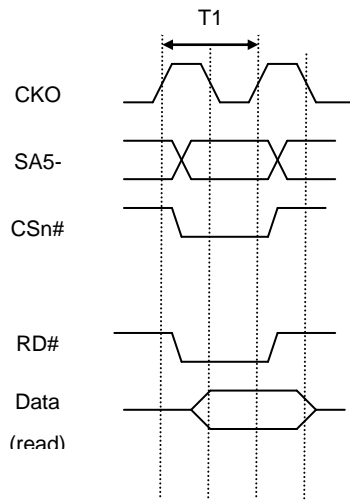 T1
CKO
SA5-
CSn#
RD#
Data
(read)